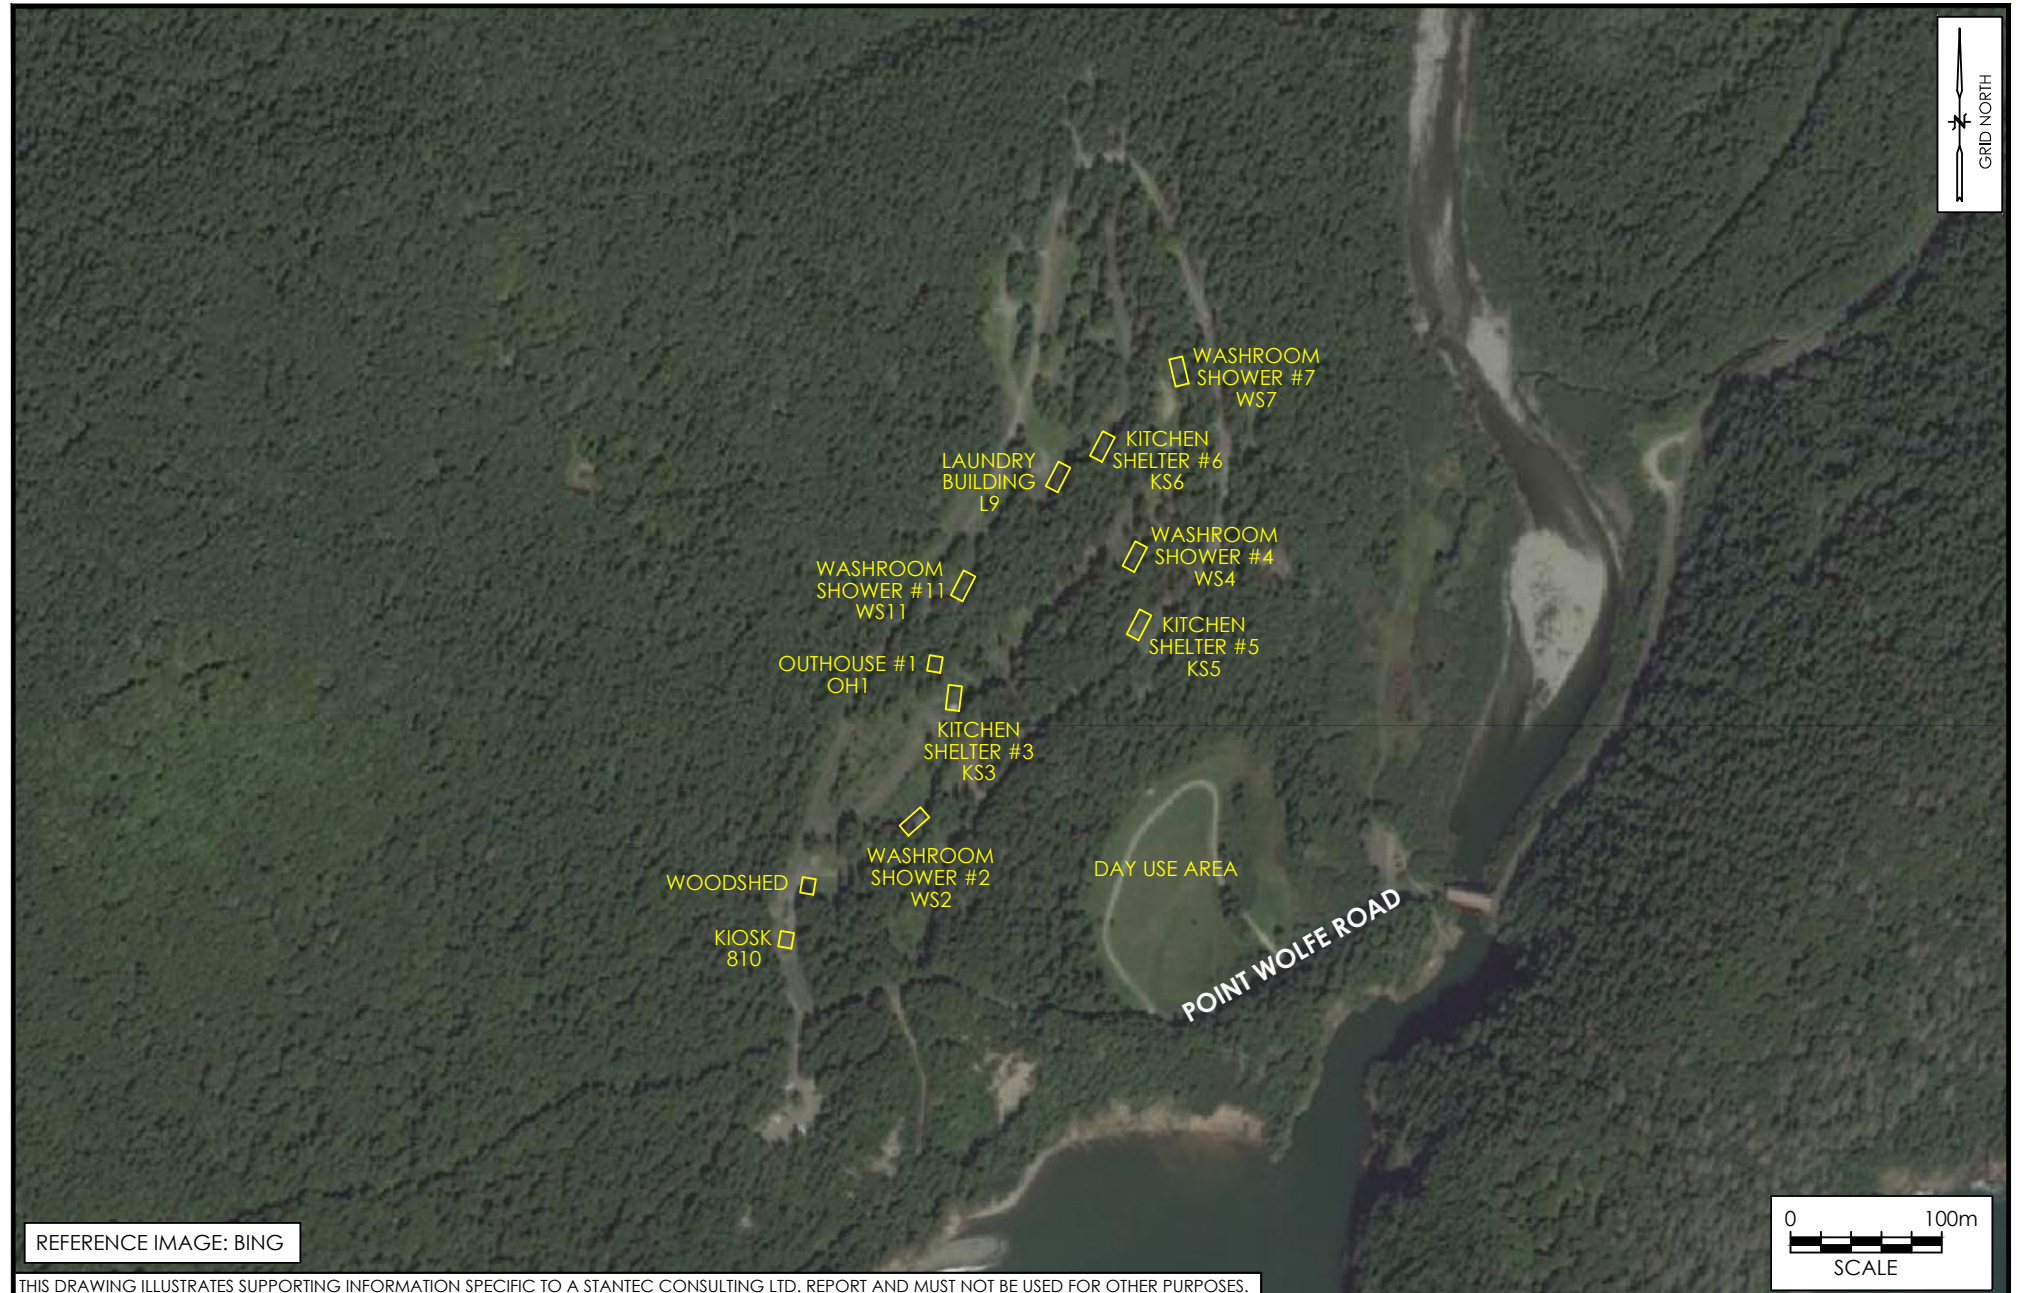 GRID NORTH
WASHROOM
SHOWER #7
WS7
KITCHEN
SHELTER #6
KS6
LAUNDRY
BUILDING
L9
WASHROOM
SHOWER #4
WS4
WASHROOM
SHOWER #11
WS11
KITCHEN
SHELTER #5
KS5
OUTHOUSE #1
OH1
KITCHEN
SHELTER #3
KS3
WASHROOM
SHOWER #2
WS2
DAY USE AREA
WOODSHED
KIOSK
810
POINT WOLFE ROAD
0 100m
SCALE
REFERENCE IMAGE: BING
THIS DRAWING ILLUSTRATES SUPPORTING INFORMATION SPECIFIC TO A STANTEC CONSULTING LTD. REPORT AND MUST NOT BE USED FOR OTHER PURPOSES.